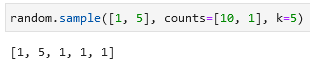 random.sample([1, 5], counts=[10, 1], k=5)
[1, 5, 1, 1, 1]